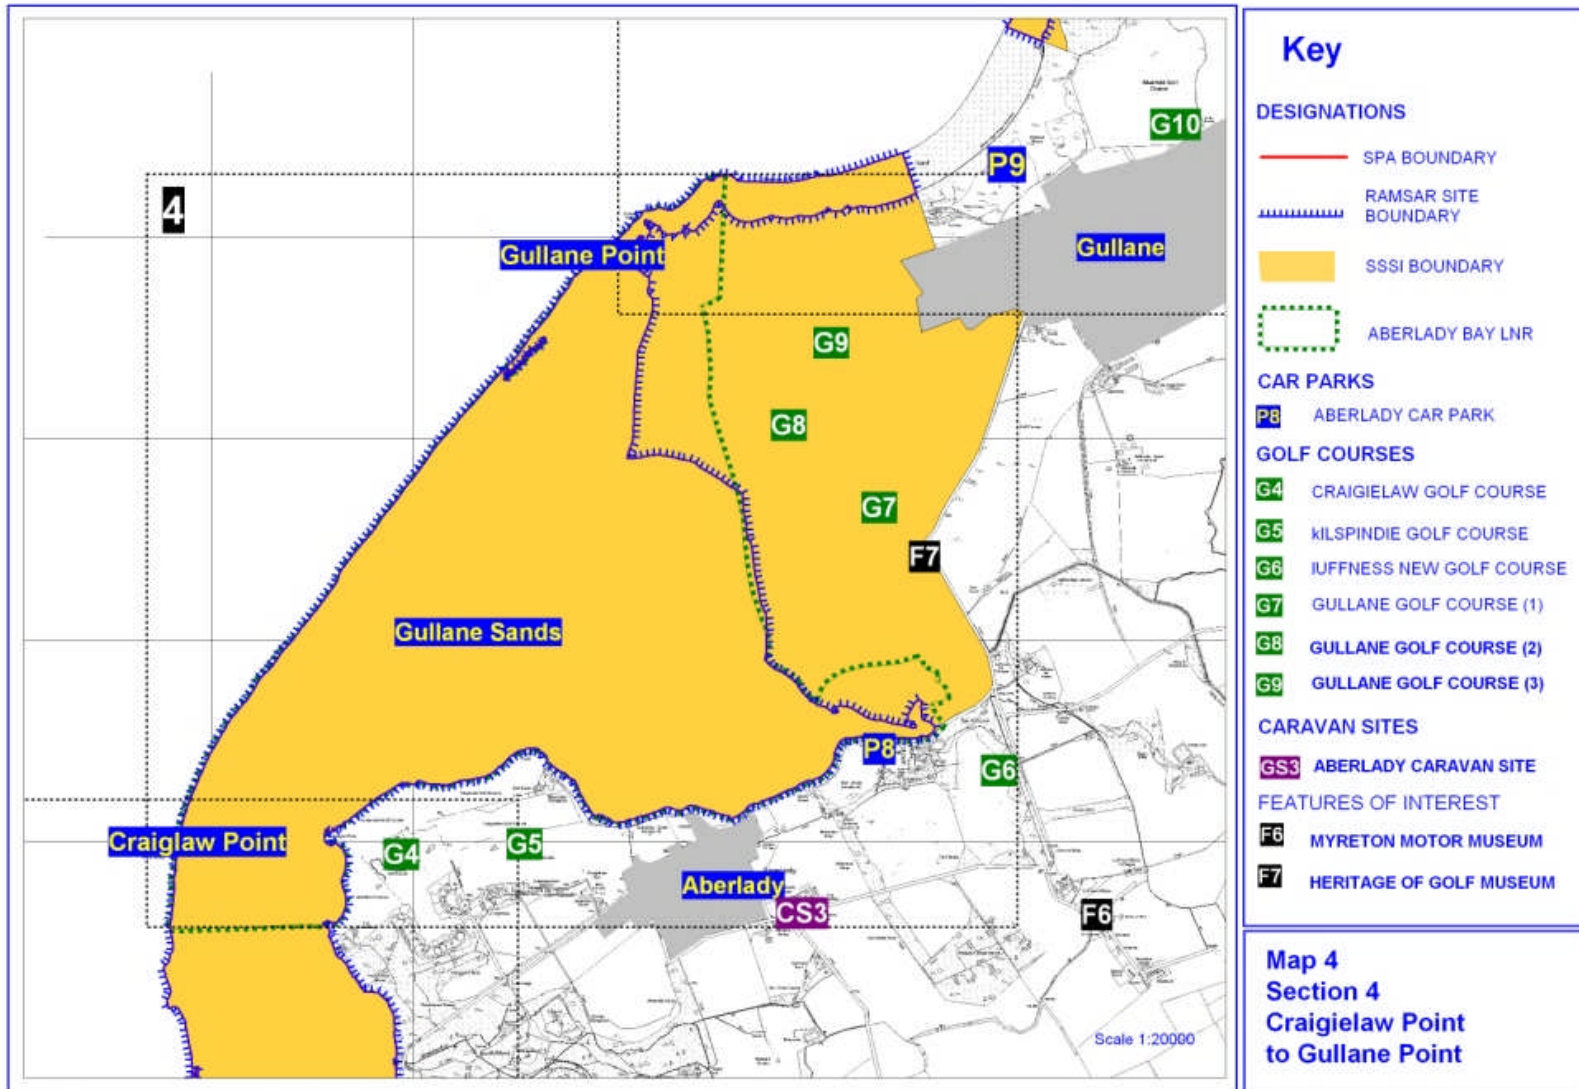 4
Gullane Point
P9
G10
Gullane
G9
G8
G7
F7
Gullane Sands
P8
G6
Craiglaw Point
G4
G5
Aberlady
CS3
F6
Scale 1:20000
Key
DESIGNATIONS
SPA BOUNDARY
RAMSAR SITE
BOUNDARY
SSSI BOUNDARY
ABERLADY BAY LNR
CAR PARKS
P8 ABERLADY CAR PARK
GOLF COURSES
G4 CRAIGIELAW GOLF COURSE
G5 kILSPINDIE GOLF COURSE
G6 lUFFNESS NEW GOLF COURSE
G7 GULLANE GOLF COURSE (1)
G8 GULLANE GOLF COURSE (2)
G9 GULLANE GOLF COURSE (3)
CARAVAN SITES
GS3 ABERLADY CARAVAN SITE
FEATURES OF INTEREST
F6 MYRETON MOTOR MUSEUM
F7 HERITAGE OF GOLF MUSEUM
Map 4
Section 4
Craigielaw Point
to Gullane Point